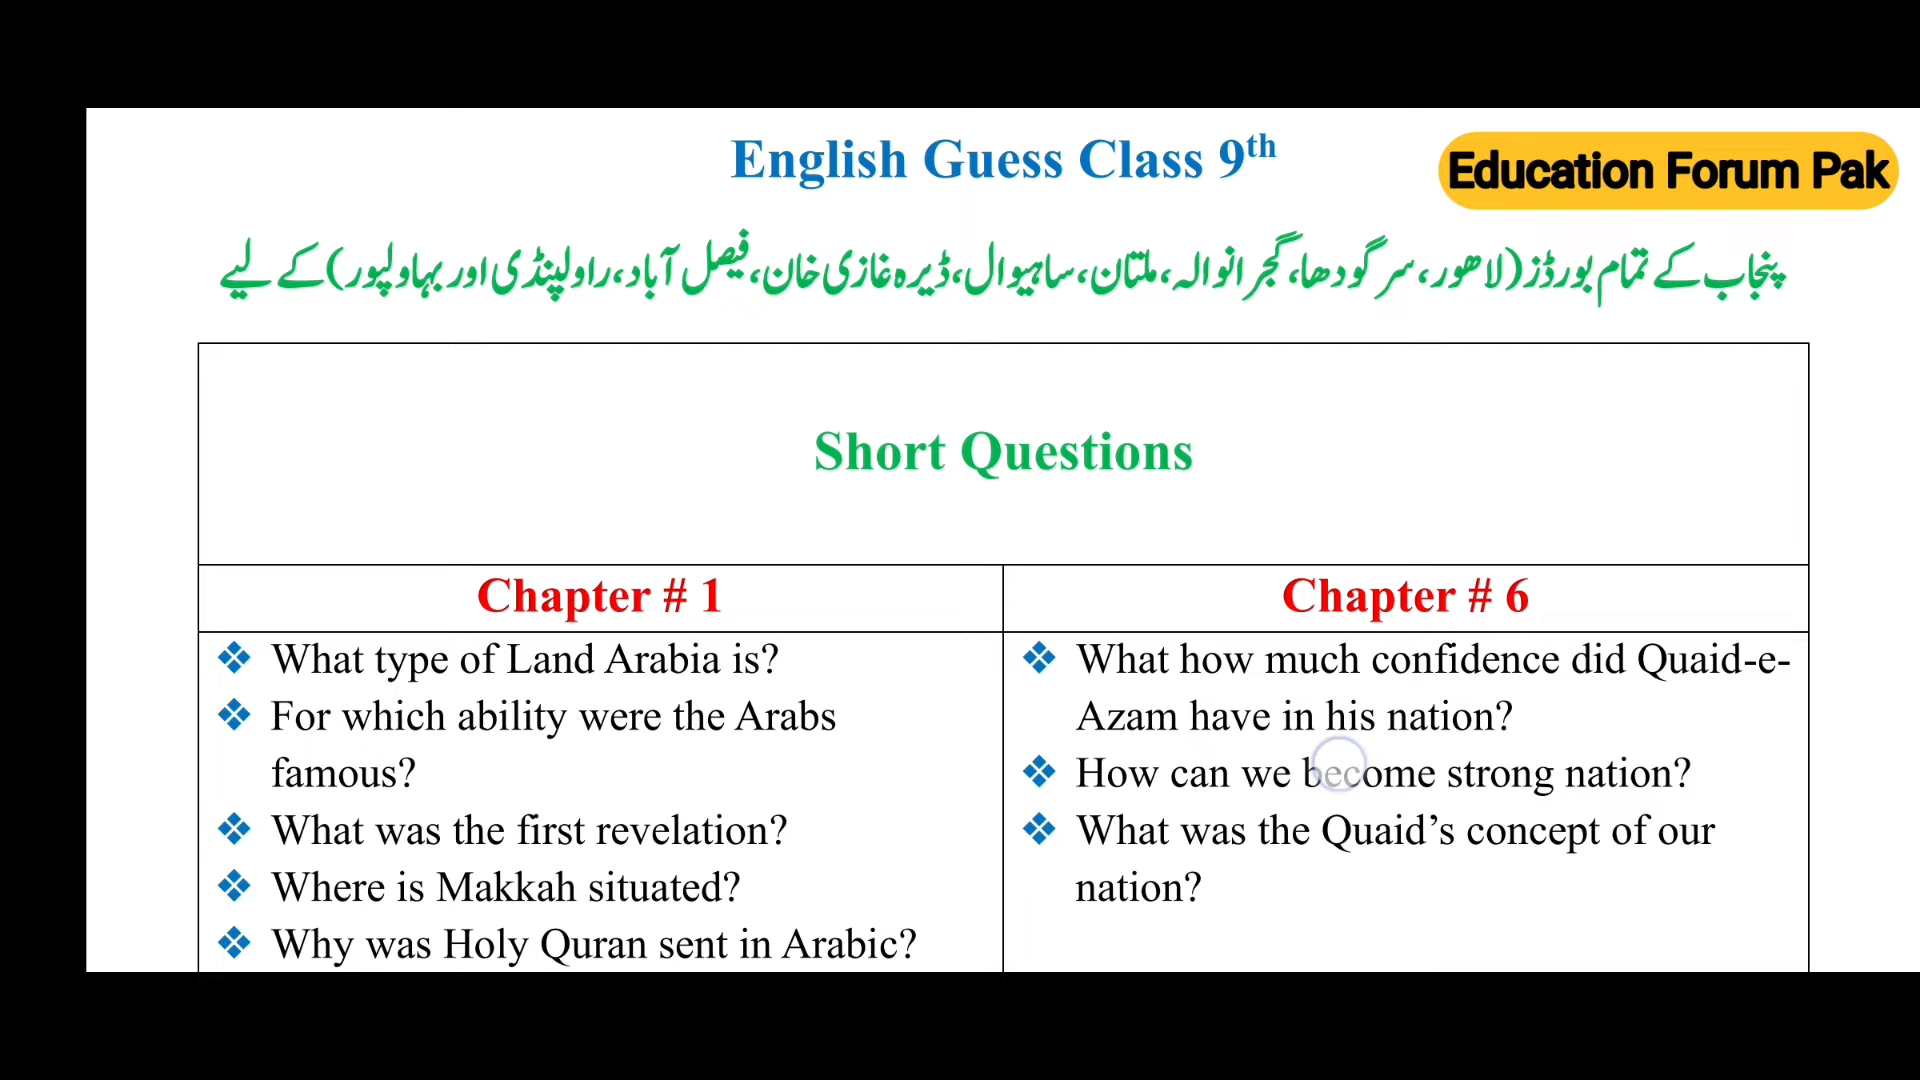 English Guess Class 9th
Education Forum Pak
پنجاب کے تمام بورڈز(لاھور، سرگودھا، گجرانوالہ، ملتان، ساہیوال، ڈیرہ غازی خان، فیصل آباد، راولپنڈی اور بہاولپور) کے لیے
Short Questions
Chapter # 1
❖ What type of Land Arabia is?
❖ For which ability were the Arabs
famous?
❖ What was the first revelation?
❖ Where is Makkah situated?
❖ Why was Holy Quran sent in Arabic?
Chapter # 6
❖ What how much confidence did Quaid-e-
Azam have in his nation?
❖ How can we become strong nation?
❖ What was the Quaid’s concept of our
nation?